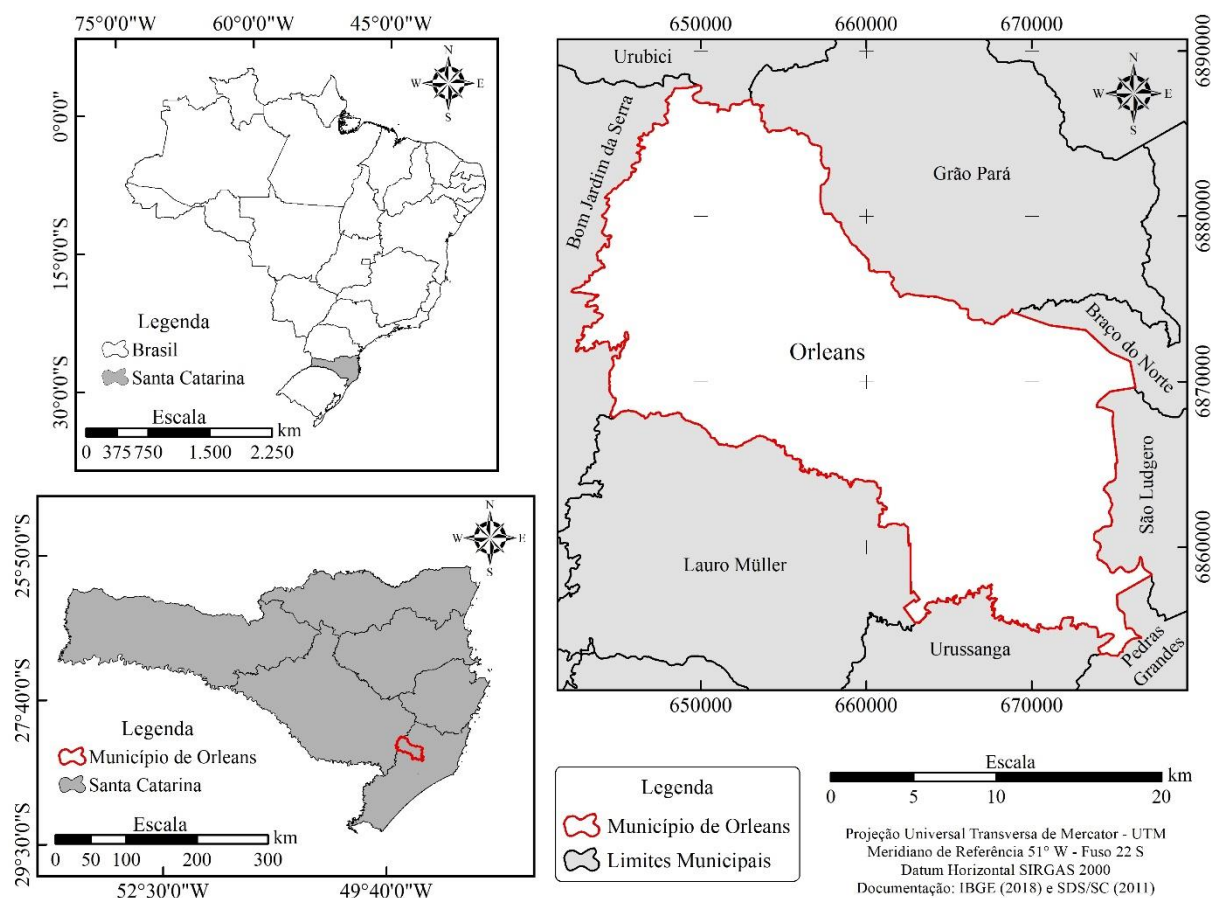 75°0'0"W 60°0'0"W 45°0'0"W
N
W E
S
0°0'0"
15°0'0"S
30°0'0"S
Legenda
Brasil
Santa Catarina
Escala
km
0 375 750 1.500 2.250
N
W E
S
25°50'0"S
27°40'0"S
29°30'0"S
Legenda
Município de Orleans
Santa Catarina
Escala
km
0 50 100 200 300
52°30'0"W 49°40'0"W
650000 660000 670000
6890000
6880000
6870000
6860000
N
W E
S
Urubici
Bom Jardim da Serra
Grão Pará
Orleans
Braço do Norte
São Ludgero
Lauro Müller
Urussanga
Pedras
Grandes
650000 660000 670000
Legenda
Município de Orleans
Limites Municipais
Escala
km
0 5 10 20
Projeção Universal Transversa de Mercator - UTM
Meridiano de Referência 51° W - Fuso 22 S
Datum Horizontal SIRGAS 2000
Documentação: IBGE (2018) e SDS/SC (2011)